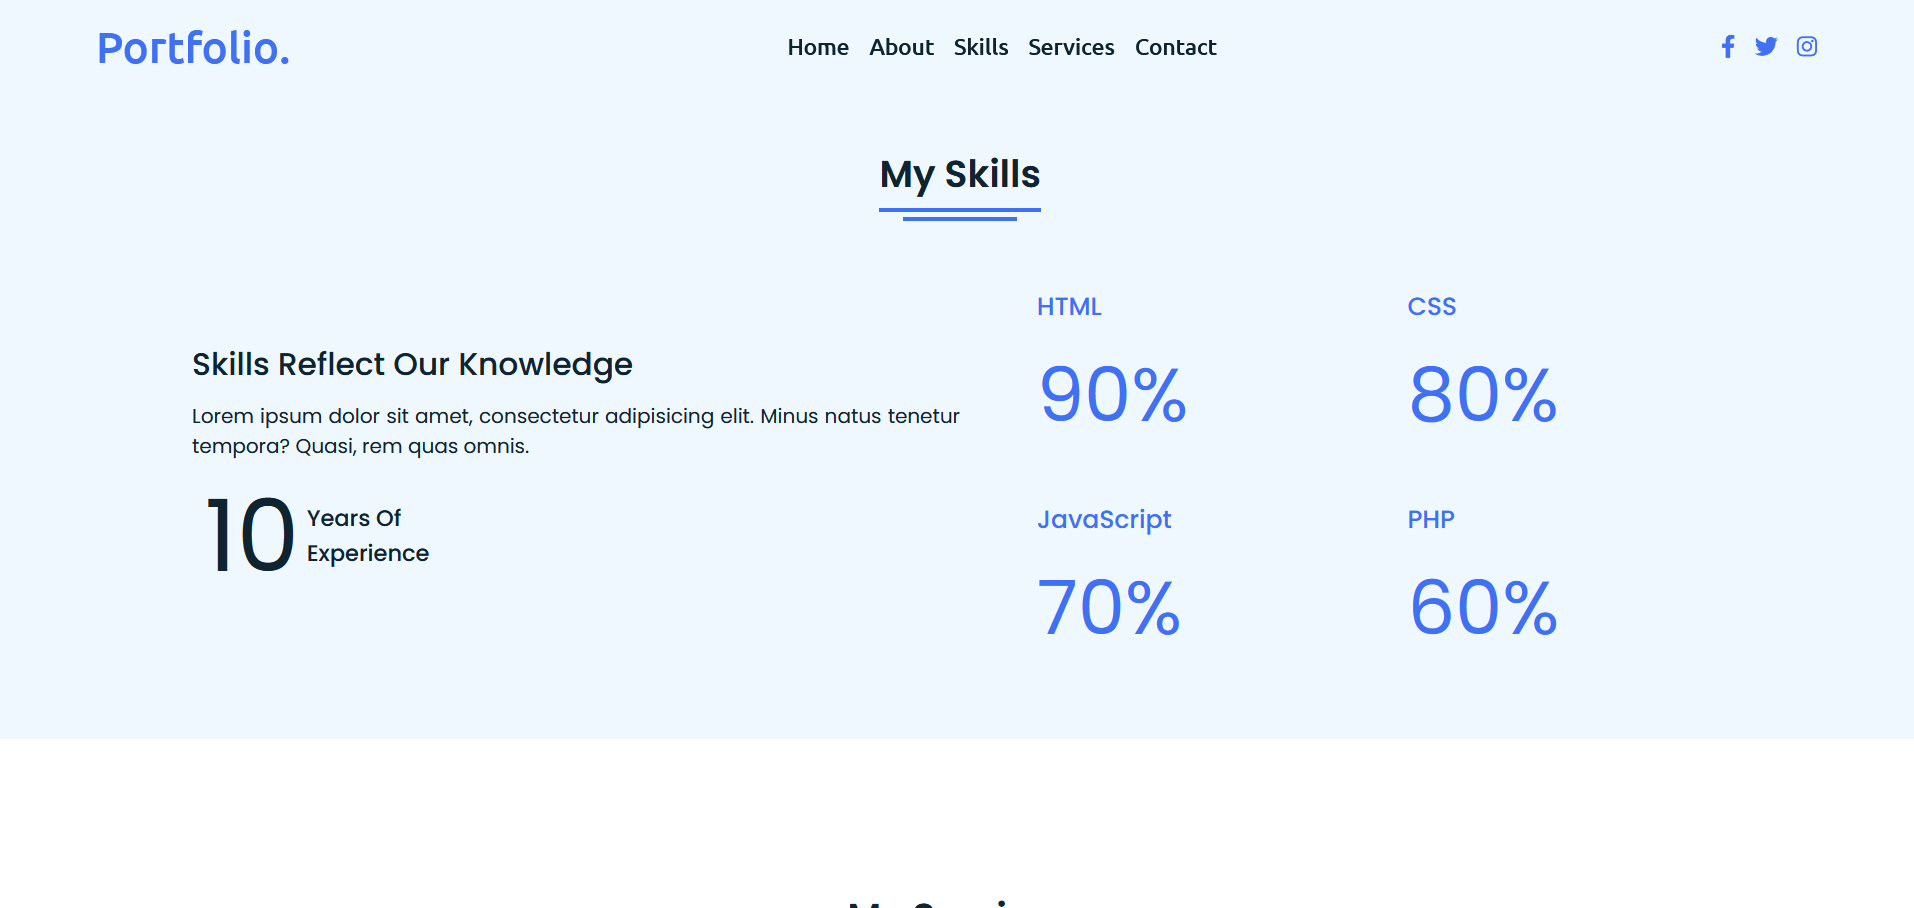 Portfolio.
Home About Skills Services Contact
My Skills
Skills Reflect Our Knowledge
Lorem ipsum dolor sit amet, consectetur adipisicing elit. Minus natus tenetur
tempora? Quasi, rem quas omnis.
10 Years Of
Experience
HTML
90%
CSS
80%
JavaScript
70%
PHP
60%